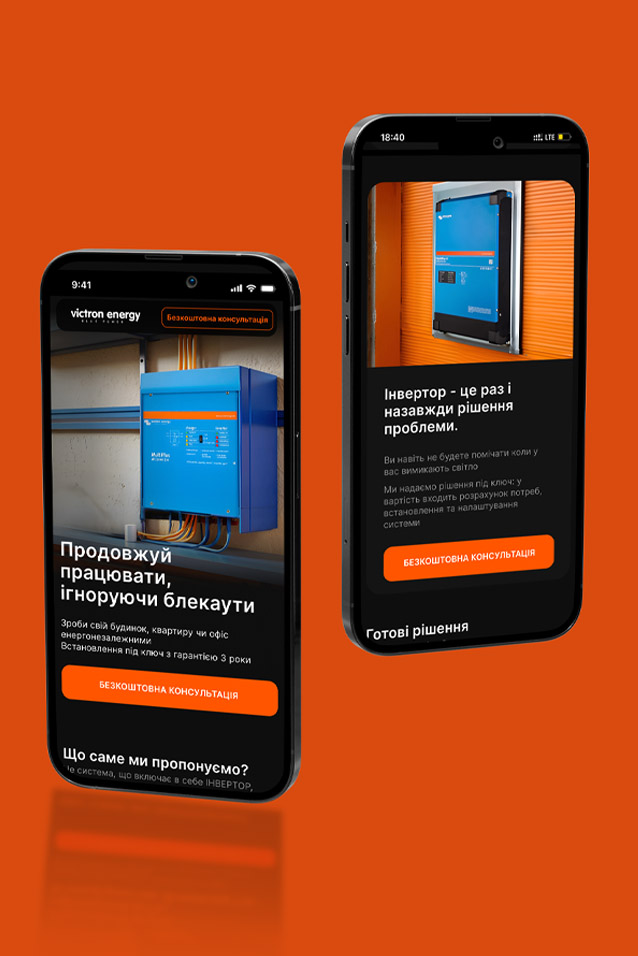 9:41
victron energy
BLUE POWER
Безкоштовна консультація
MultiPlus
Продовжуй
працювати,
ігноруючи блекаути
Зроби свій будинок, квартиру чи офіс
енергонезалежними
Встановлення під ключ з гарантією 3 роки
БЕЗКОШТОВНА КОНСУЛЬТАЦІЯ
Що саме ми пропонуємо?
Це система, що включає в себе ІНВЕРТОР,
18:40
LTE
Інвертор - це раз і
назавжди рішення
проблеми.
Ви навіть не будете помічати коли у
вас вимикають світло
Ми надаємо рішення під ключ: у
вартість входить розрахунок потреб,
встановлення та налаштування
системи
БЕЗКОШТОВНА КОНСУЛЬТАЦІЯ
Готові рішення